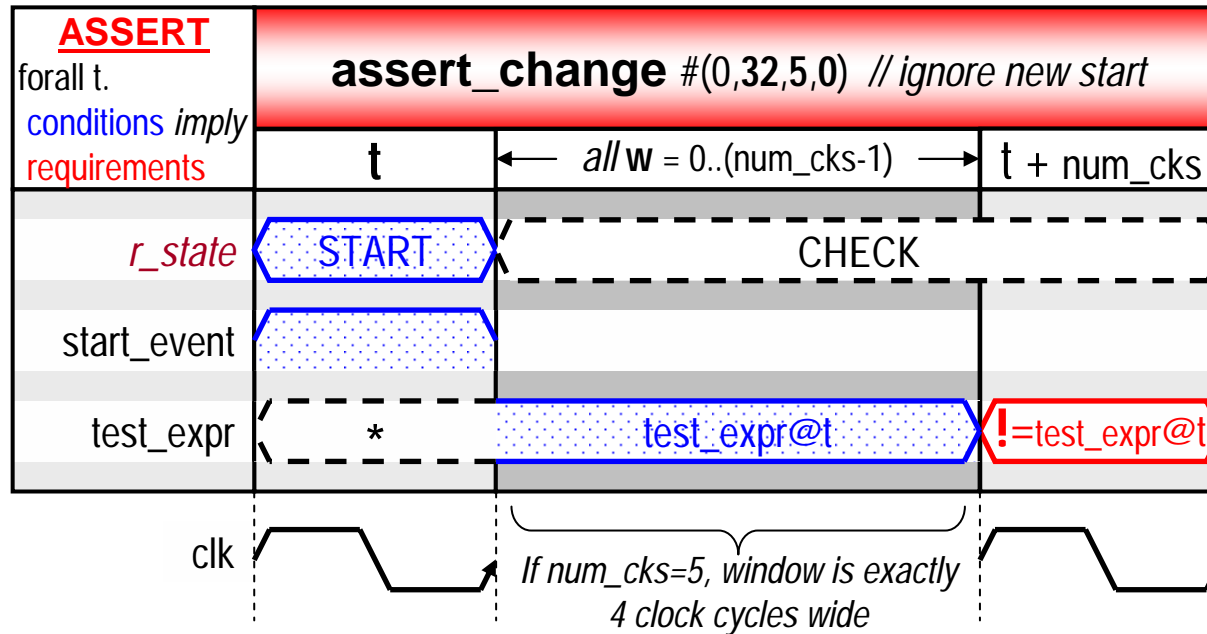 ASSERT
forall t.
conditions imply
requirements
assert_change #(0,32,5,0) // ignore new start
t
all w = 0..(num_cks-1)
t + num_cks
r_state
START
CHECK
start_event
test_expr
*
test_expr@t
!=test_expr@t
clk
If num_cks=5, window is exactly
4 clock cycles wide